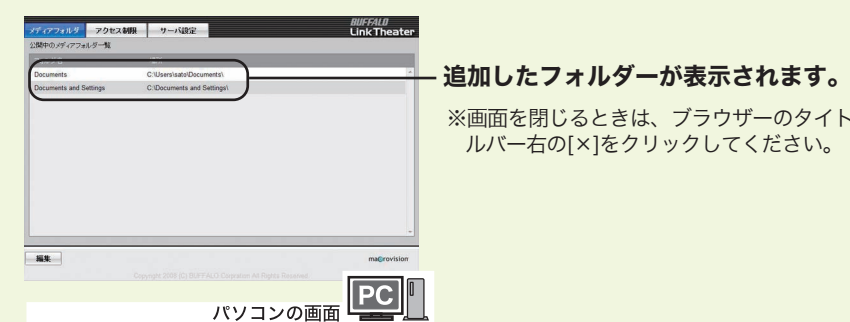 メディアフォルダ アクセス制限 サーバ設定
BUFFALO
LinkTheater
公開中のメディアフォルダ一覧
Documents C:\Users\sato\Documents\
Documents and Settings C:\Documents and Settings\
編集
macrovision
Copyright 2008 (C) BUFFALO All Rights Reserved
パソコンの画面
PC
追加したフォルダーが表示されます。
※画面を閉じるときは、ブラウザーのタイト
ルバー右の[×]をクリックしてください。